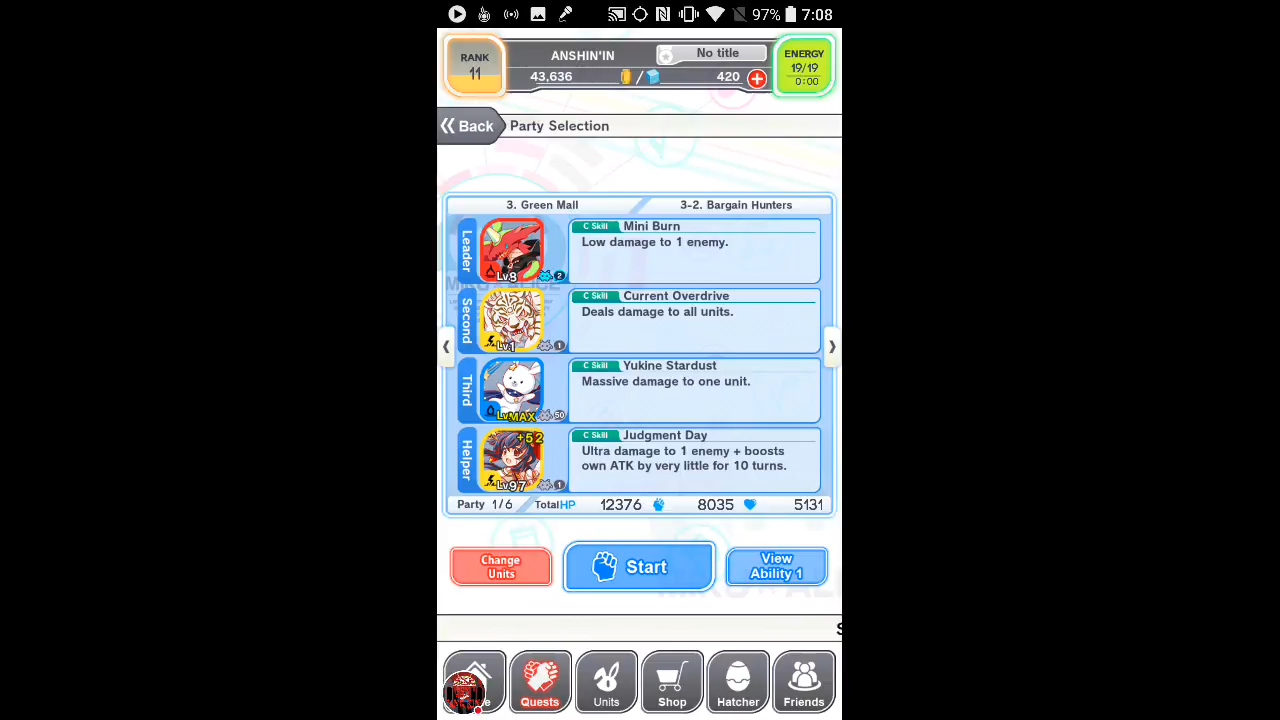 97% 7:08
RANK
11
ANSHIN'IN
No title
43,636 / 420
ENERGY
19/19
0:00
Back
Party Selection
3. Green Mall
3-2. Bargain Hunters
Leader
Lv.8
2
C Skill Mini Burn
Low damage to 1 enemy.
Second
Lv.1
1
C Skill Current Overdrive
Deals damage to all units.
Third
Lv.MAX
50
C Skill Yukine Stardust
Massive damage to one unit.
Helper
+52
Lv.97
1
C Skill Judgment Day
Ultra damage to 1 enemy + boosts
own ATK by very little for 10 turns.
Party 1/6 Total HP 12376 8035 5131
Change
Units
Start
View
Ability 1
Quests
Units
Shop
Hatcher
Friends